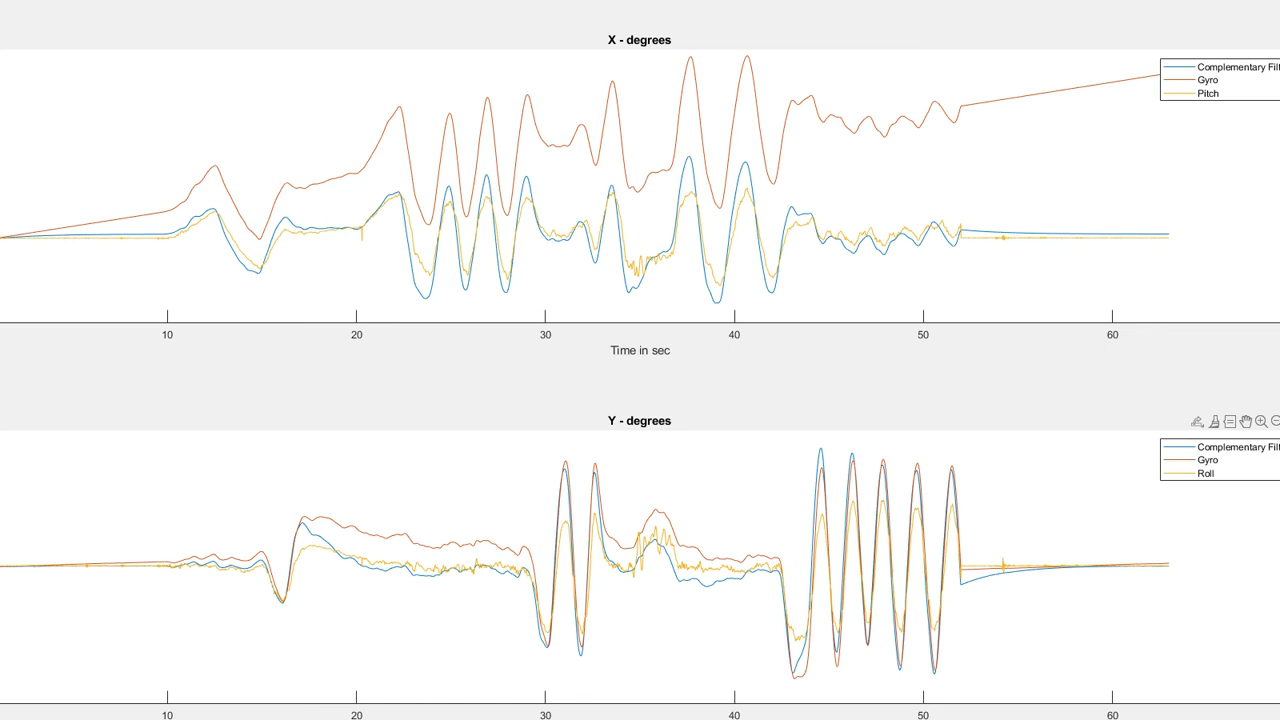 X - degrees
Complementary Filt
Gyro
Pitch
10 20 30 40 50 60
Time in sec
Y - degrees
Complementary Filt
Gyro
Roll
10 20 30 40 50 60